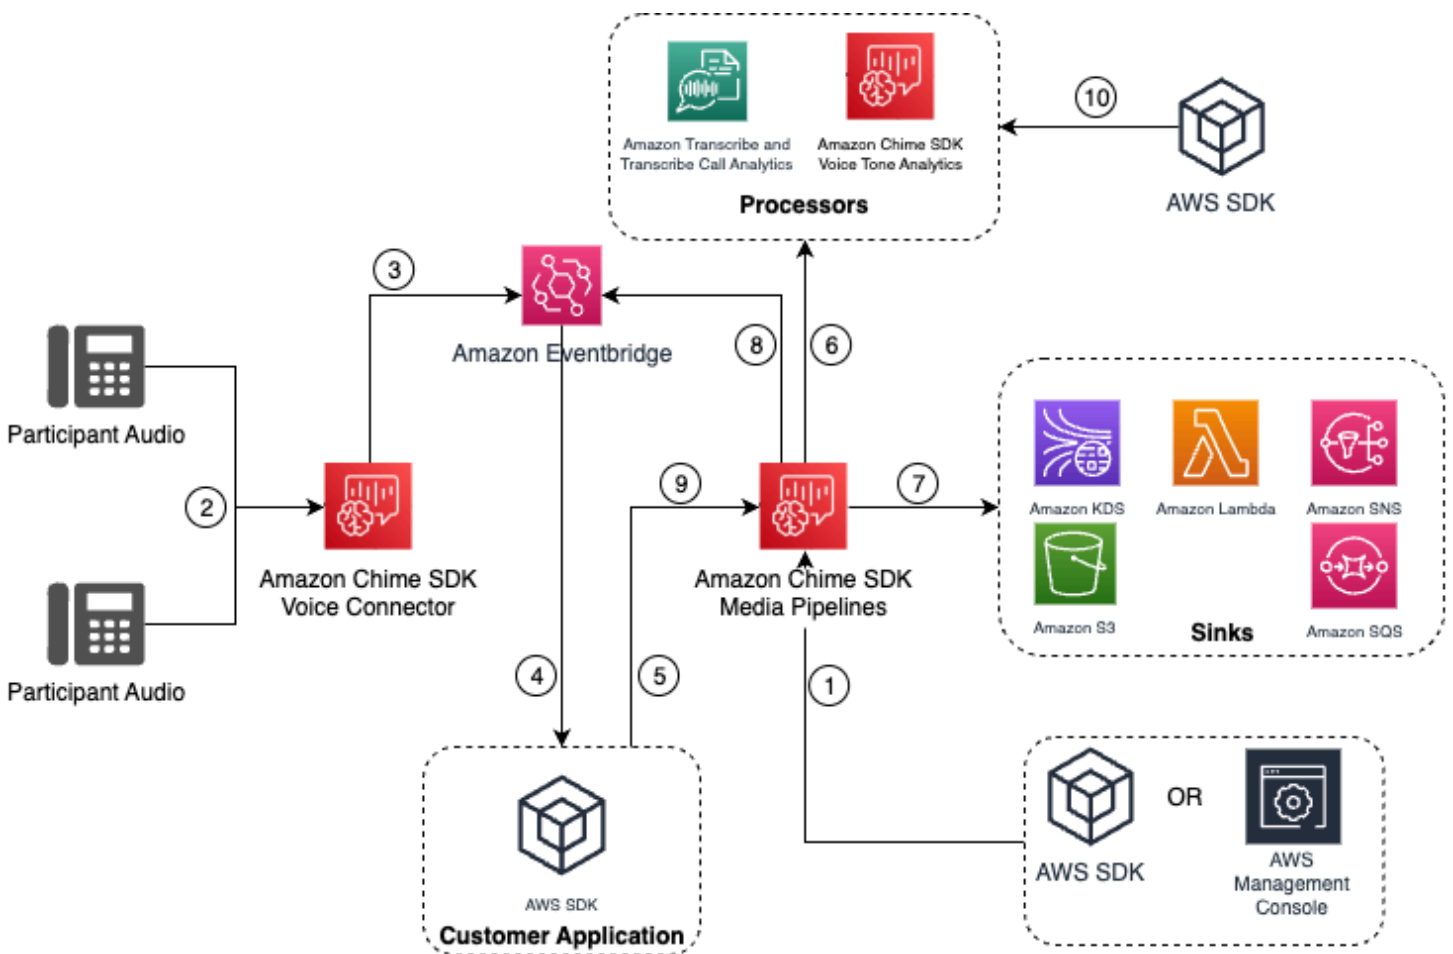 Amazon Transcribe and
Transcribe Call Analytics
Amazon Chime SDK
Voice Tone Analytics
Processors
10
AWS SDK
3
Amazon Eventbridge
8
6
Participant Audio
2
Amazon Chime SDK
Voice Connector
Participant Audio
9
Amazon Chime SDK
Media Pipelines
7
Amazon KDS
Amazon Lambda
Amazon SNS
Amazon S3
Sinks
Amazon SQS
4
5
1
AWS SDK
Customer Application
AWS SDK
OR
AWS
Management
Console